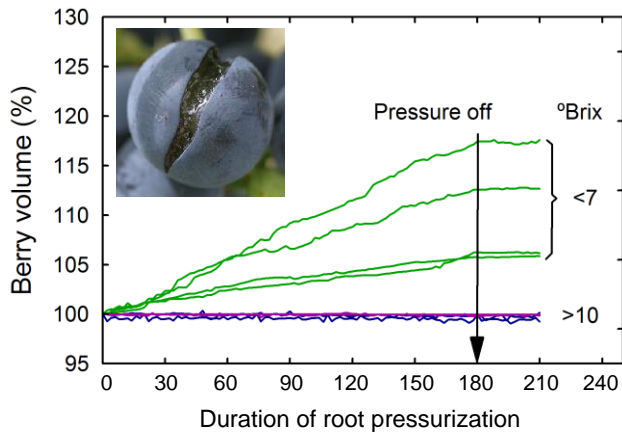 130
125
120
115
110
105
100
95
Berry volume (%)
Pressure off
ºBrix
<7
>10
0 30 60 90 120 150 180 210 240
Duration of root pressurization